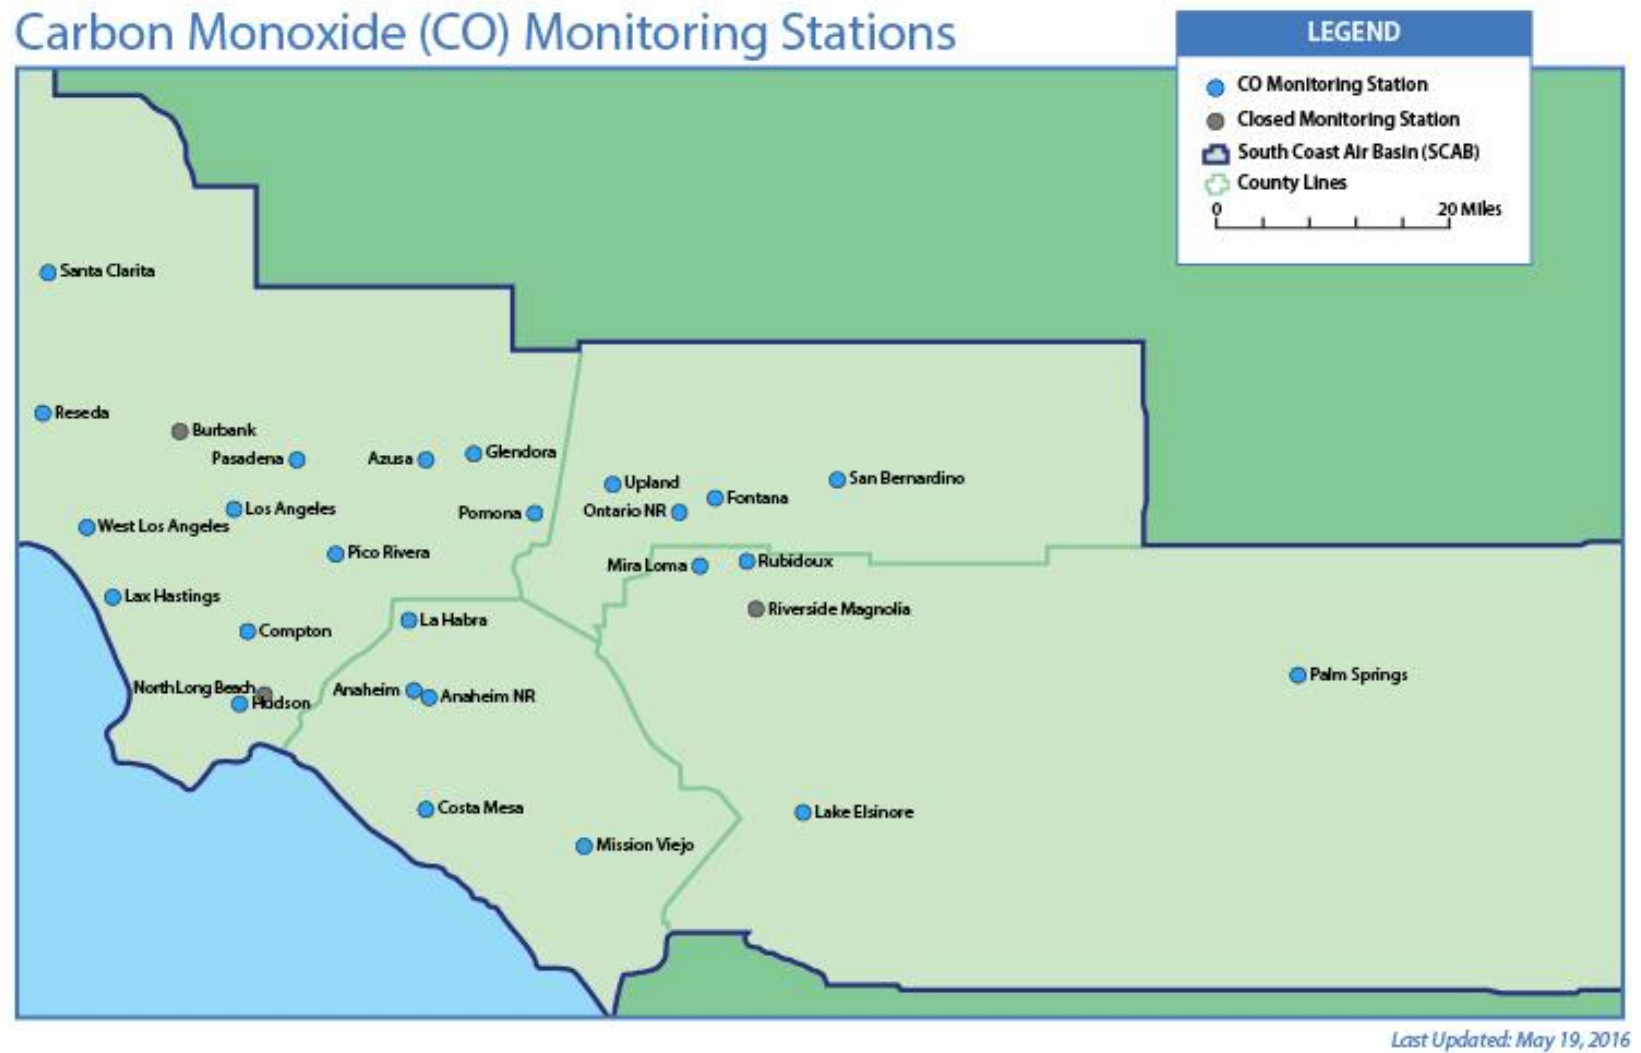 Carbon Monoxide (CO) Monitoring Stations
LEGEND
CO Monitoring Station
Closed Monitoring Station
South Coast Air Basin (SCAB)
County Lines
0 20 Miles
Santa Clarita
Reseda
Burbank
Pasadena
Azusa
Glendora
Upland
San Bernardino
Fontana
Los Angeles
Pomona
Ontario NR
West Los Angeles
Pico Rivera
Mira Loma
Rubidoux
Lax Hastings
Riverside Magnolia
La Habra
Compton
Palm Springs
North Long Beach
Anaheim
Anaheim NR
Hudson
Costa Mesa
Lake Elsinore
Mission Viejo
Last Updated: May 19, 2016